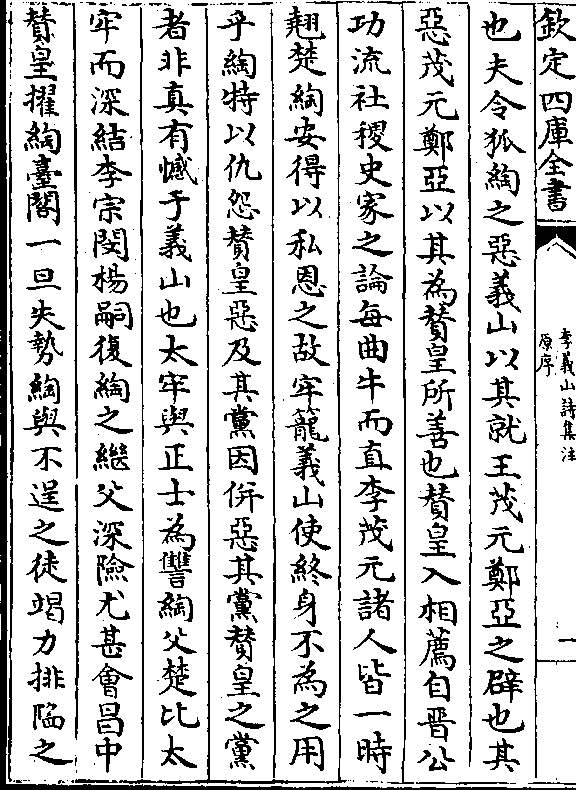 欽定四庫全書
李義山詩集注
原序
一
也夫令狐綯之惡義山以其就王茂元鄭亞之辟也其
惡茂元鄭亞以其為賛皇所善也賛皇入相薦自晋公
功流社稷史家之論每曲牛而直李茂元諸人皆一時
翹楚綯安得以私恩之故牢籠義山使終身不為之用
乎綯特以仇怨賛皇惡及其黨因併惡其黨賛皇之黨
者非真有憾于義山也太牢與正士為讐綯父楚比太
牢而深結李宗閔楊嗣復綯之繼父深險尤甚會昌中
賛皇擢綯臺閣一旦失勢綯與不逞之徒竭力排陥之